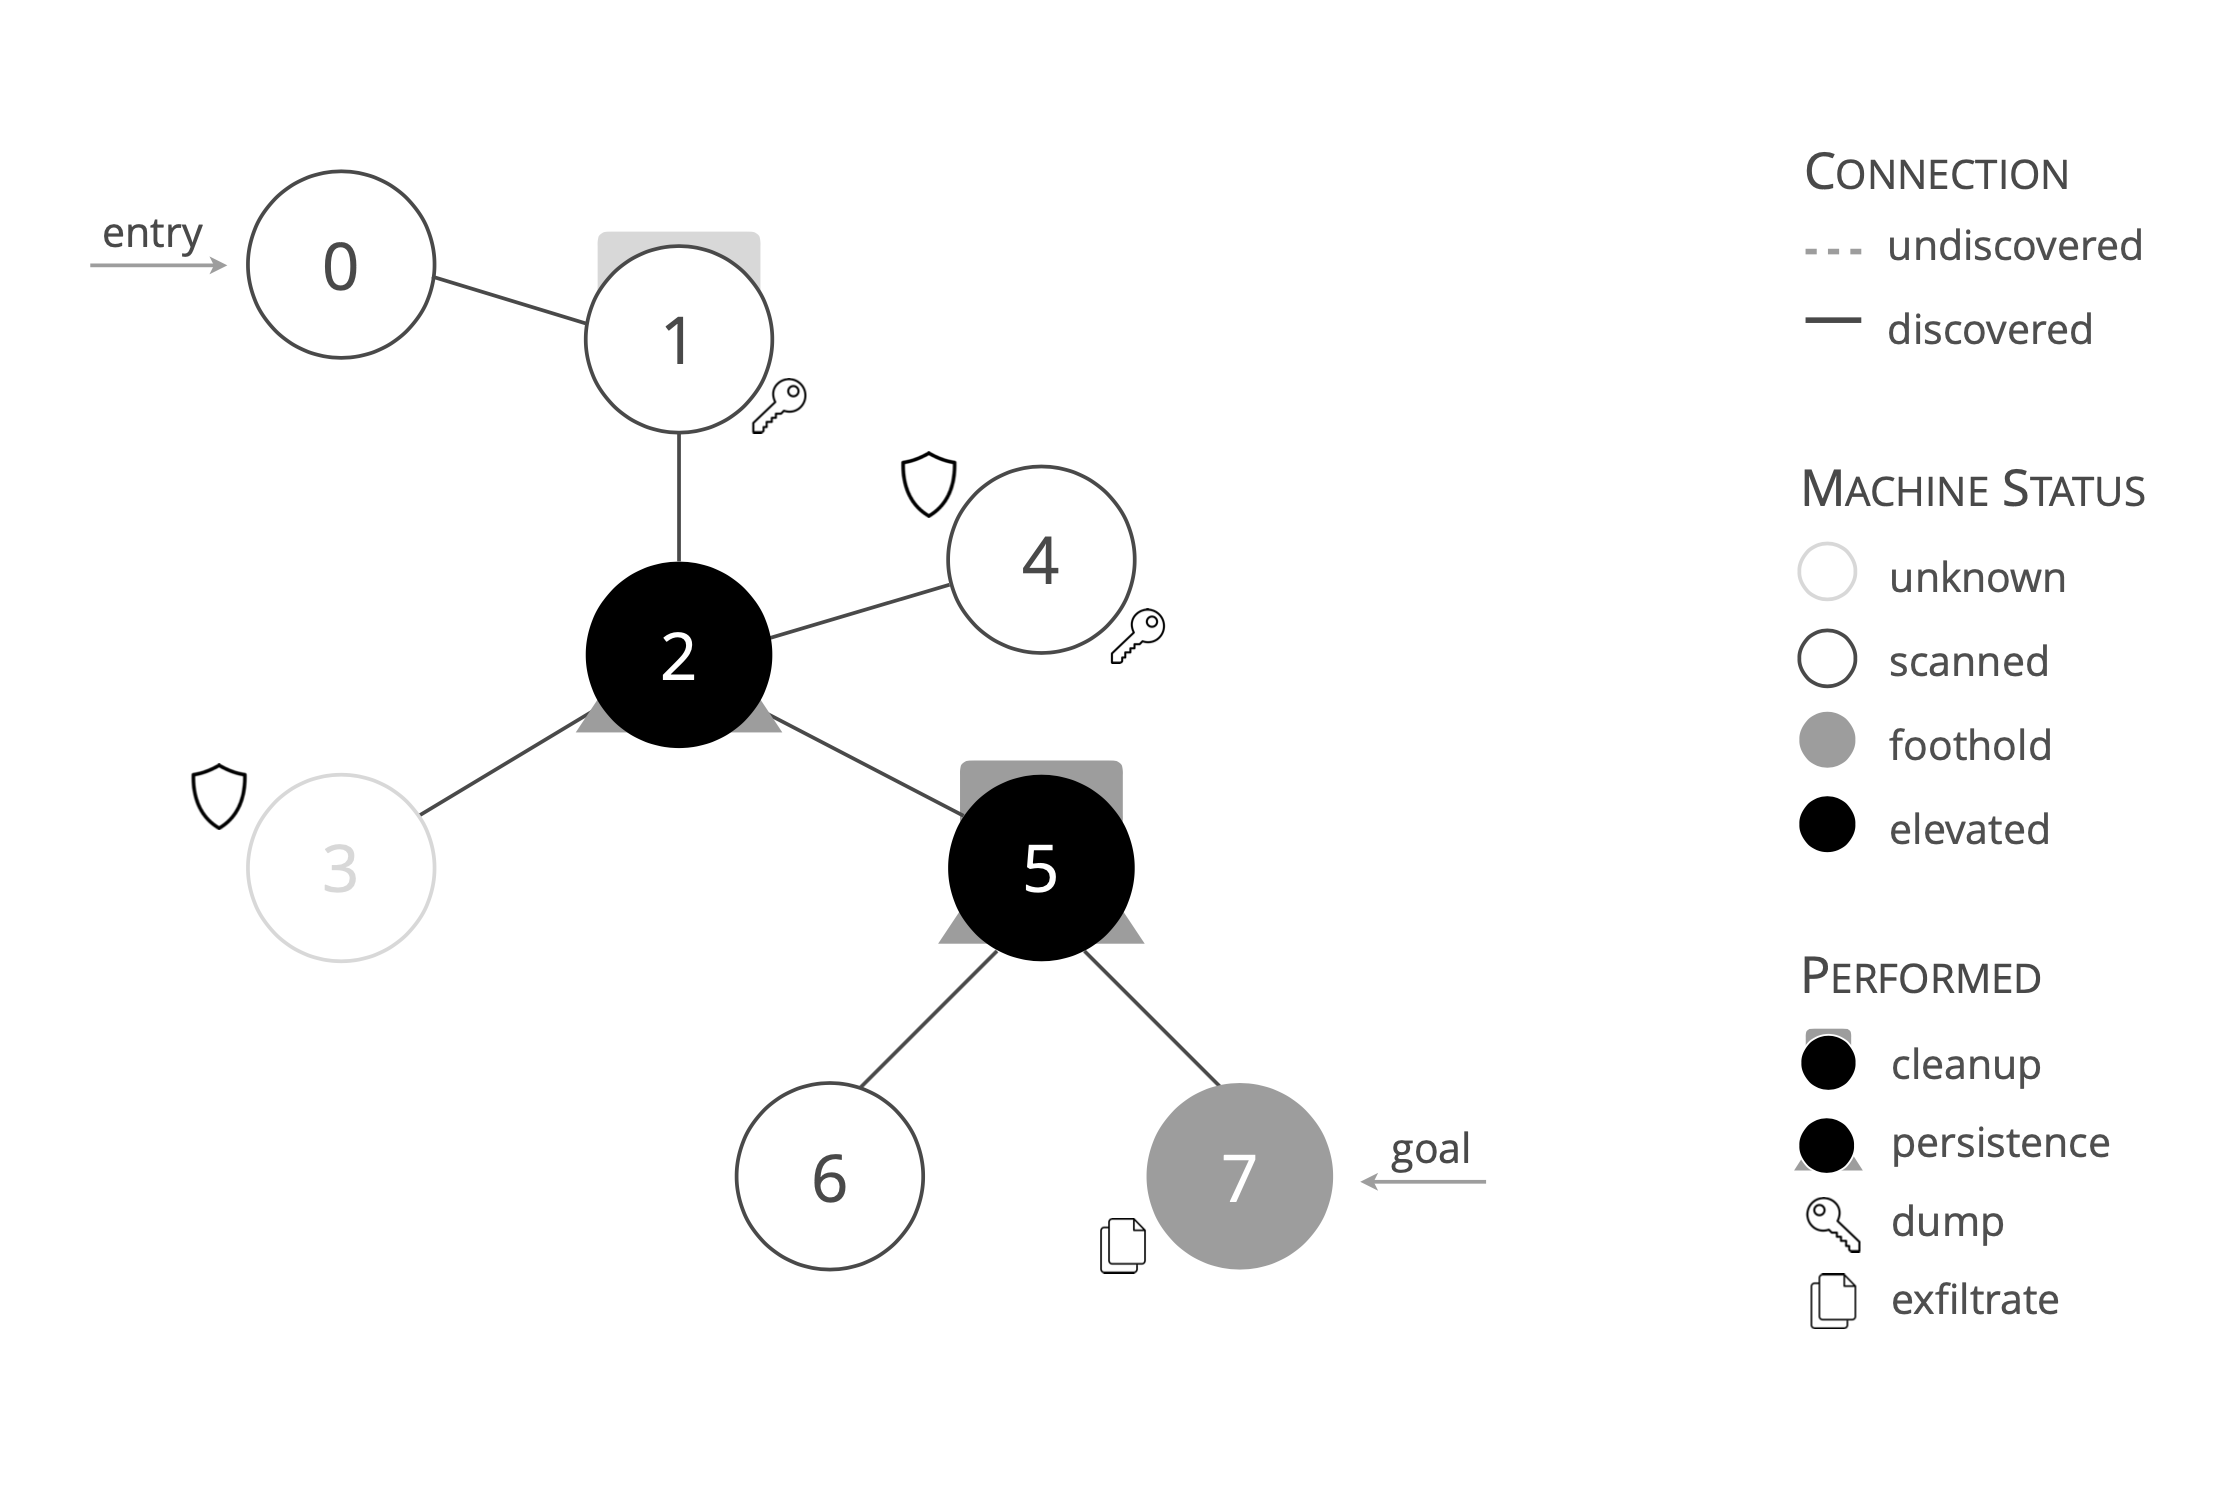 entry
0
1
4
2
3
5
6
7
goal
CONNECTION
undiscovered
discovered
MACHINE STATUS
unknown
scanned
foothold
elevated
PERFORMED
cleanup
persistence
dump
exfiltrate